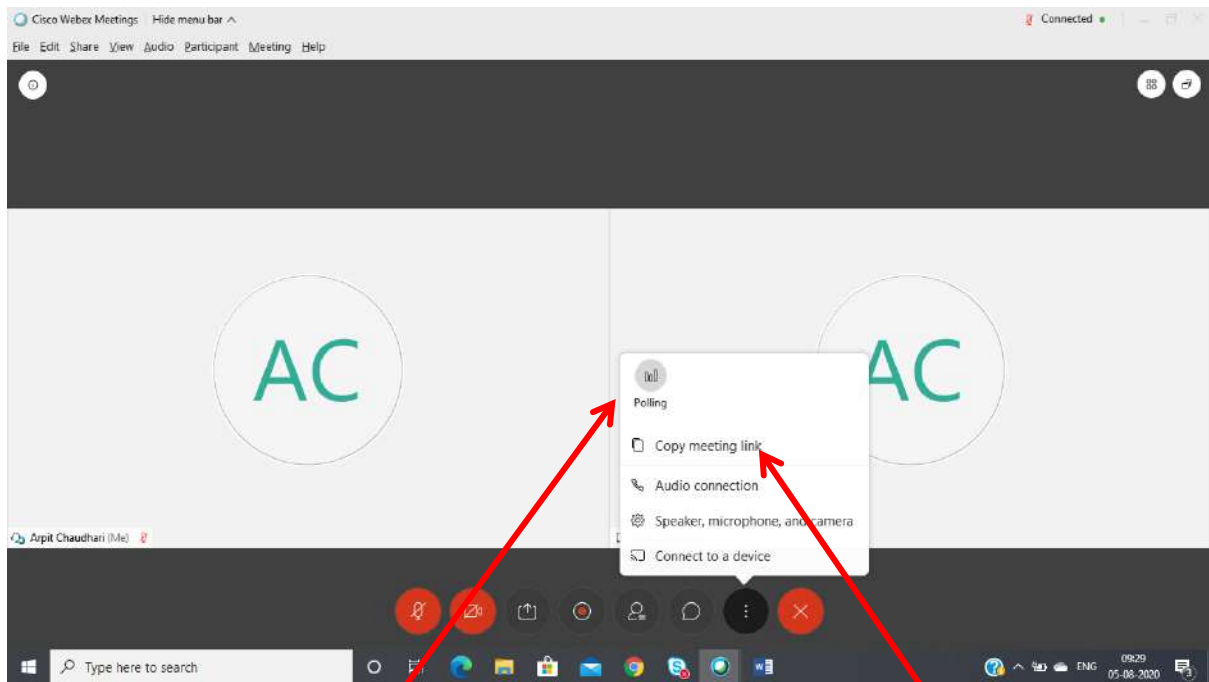 Cisco Webex Meetings Hide menu bar Connected
File Edit Share View Audio Participant Meeting Help
AC
AC
Polling
Copy meeting link
Audio connection
Speaker, microphone, and camera
Connect to a device
Arpit Chaudhari (Me)
Type here to search
ENG
09:29
05-08-2020
3